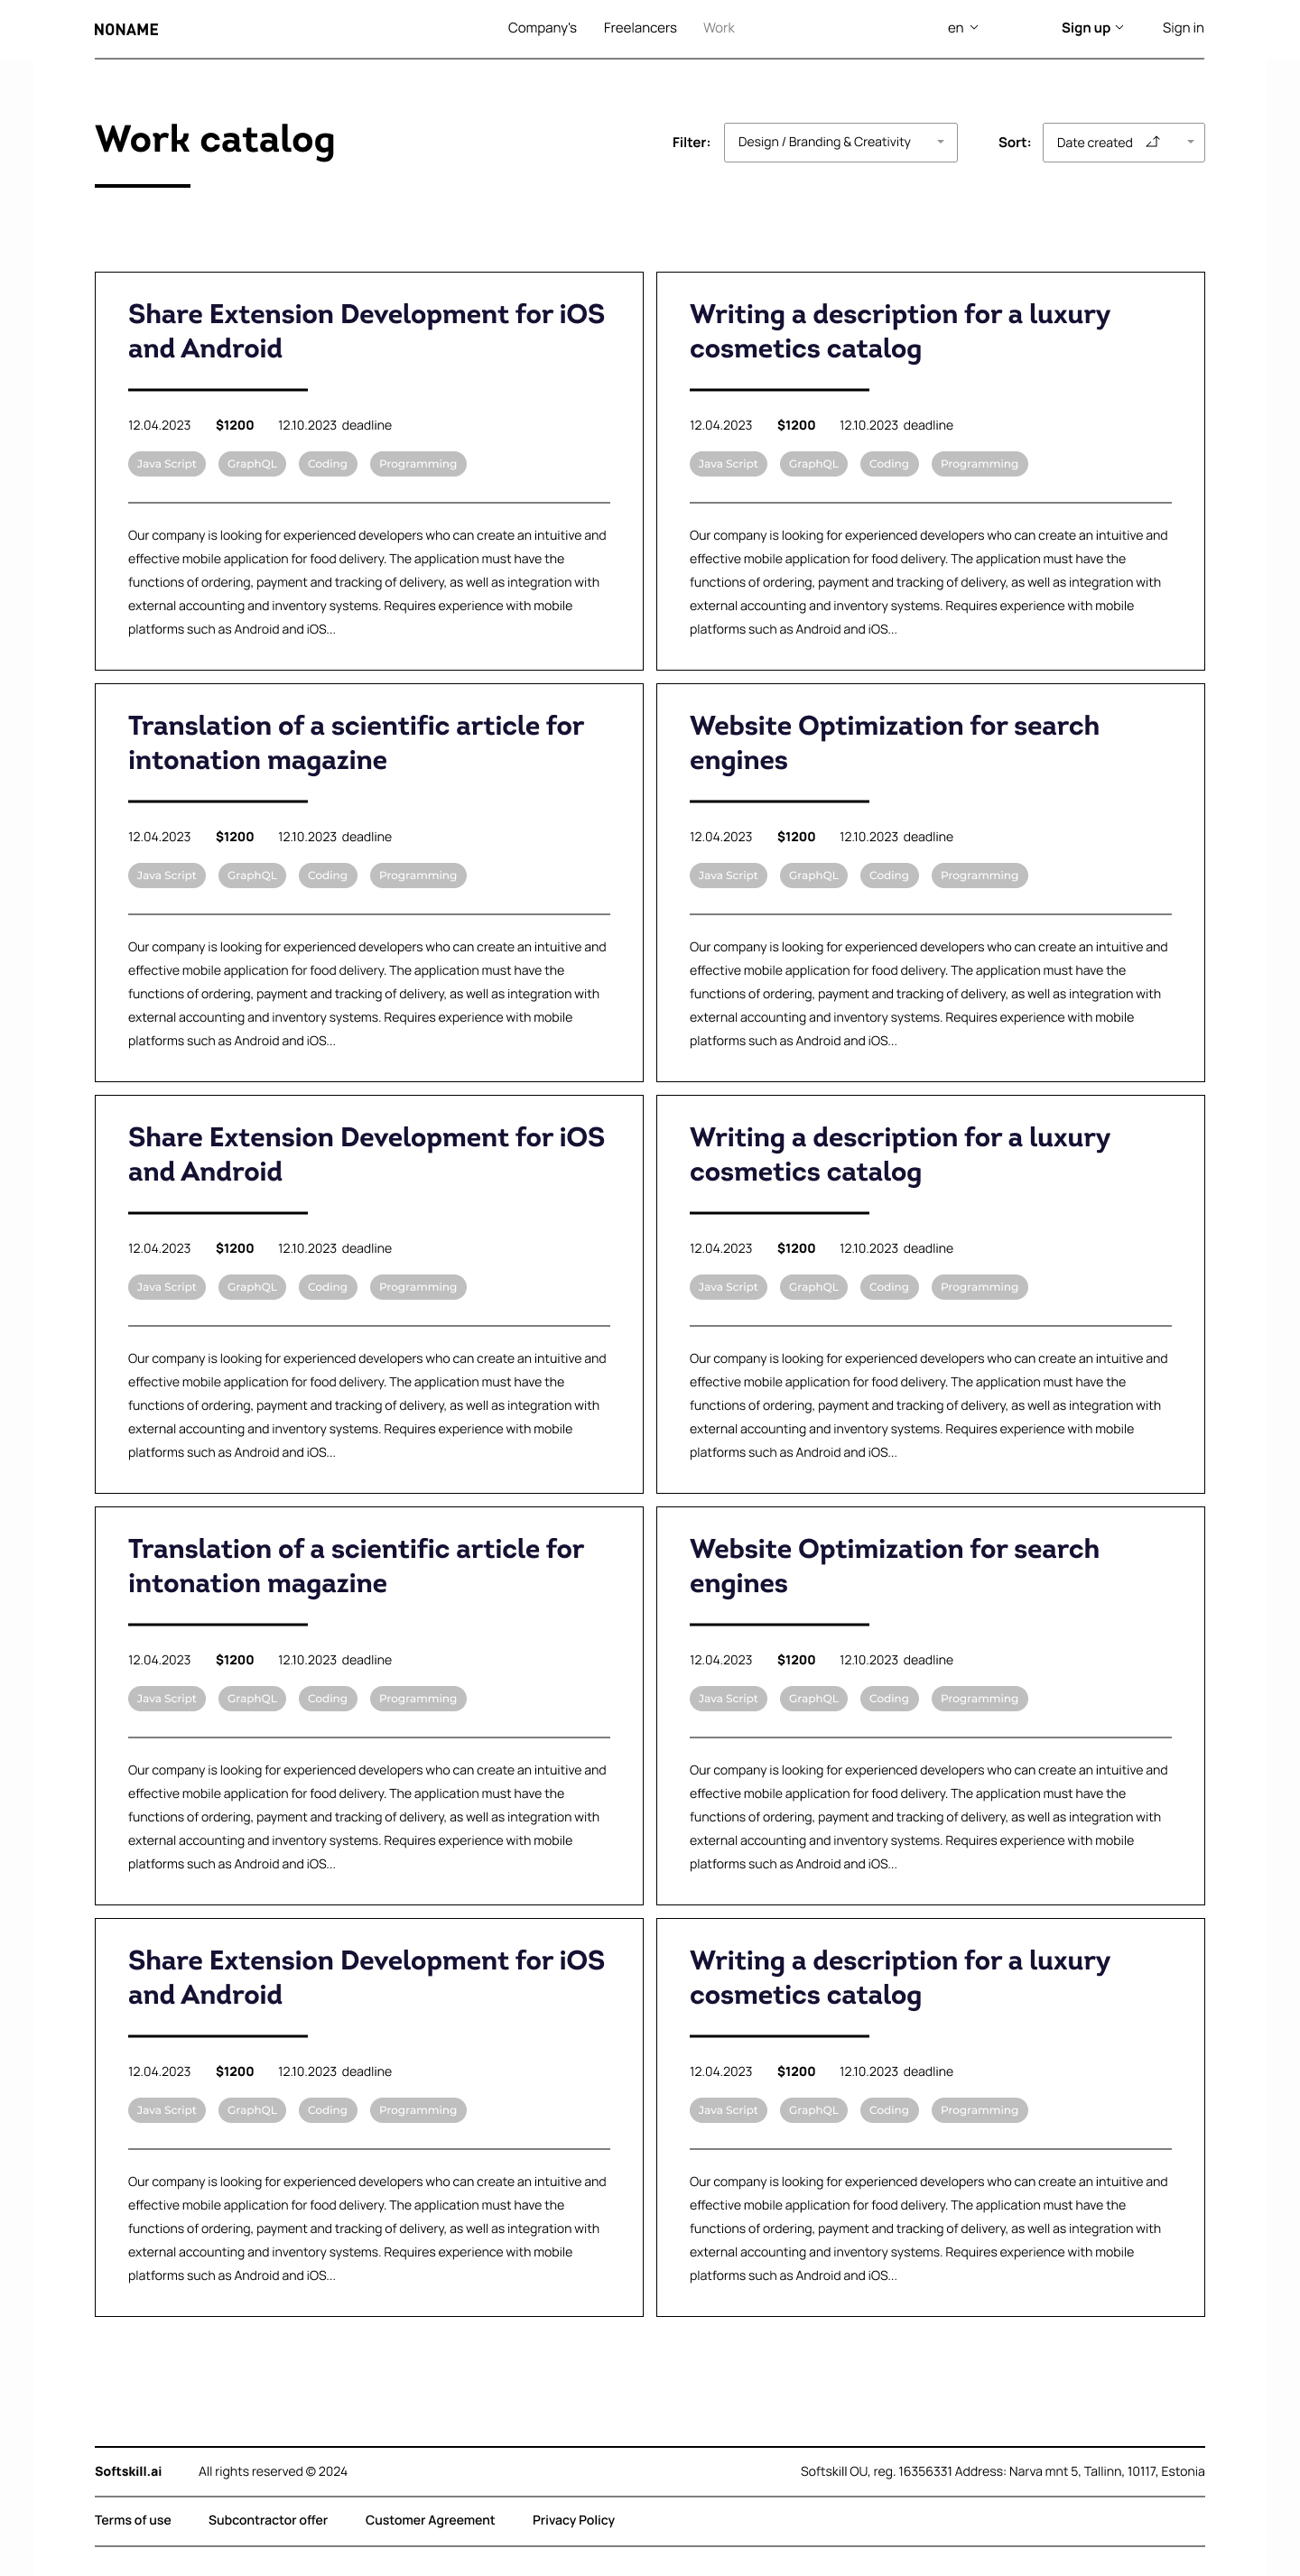 NONAME Company's Freelancers Work en Sign up Sign in
Work catalog Filter: Design / Branding & Creativity Sort: Date created
Share Extension Development for iOS
and Android
12.04.2023 $1200 12.10.2023 deadline
Java Script GraphQL Coding Programming
Our company is looking for experienced developers who can create an intuitive and
effective mobile application for food delivery. The application must have the
functions of ordering, payment and tracking of delivery, as well as integration with
external accounting and inventory systems. Requires experience with mobile
platforms such as Android and iOS...
Writing a description for a luxury
cosmetics catalog
12.04.2023 $1200 12.10.2023 deadline
Java Script GraphQL Coding Programming
Our company is looking for experienced developers who can create an intuitive and
effective mobile application for food delivery. The application must have the
functions of ordering, payment and tracking of delivery, as well as integration with
external accounting and inventory systems. Requires experience with mobile
platforms such as Android and iOS...
Translation of a scientific article for
intonation magazine
12.04.2023 $1200 12.10.2023 deadline
Java Script GraphQL Coding Programming
Our company is looking for experienced developers who can create an intuitive and
effective mobile application for food delivery. The application must have the
functions of ordering, payment and tracking of delivery, as well as integration with
external accounting and inventory systems. Requires experience with mobile
platforms such as Android and iOS...
Website Optimization for search
engines
12.04.2023 $1200 12.10.2023 deadline
Java Script GraphQL Coding Programming
Our company is looking for experienced developers who can create an intuitive and
effective mobile application for food delivery. The application must have the
functions of ordering, payment and tracking of delivery, as well as integration with
external accounting and inventory systems. Requires experience with mobile
platforms such as Android and iOS...
Share Extension Development for iOS
and Android
12.04.2023 $1200 12.10.2023 deadline
Java Script GraphQL Coding Programming
Our company is looking for experienced developers who can create an intuitive and
effective mobile application for food delivery. The application must have the
functions of ordering, payment and tracking of delivery, as well as integration with
external accounting and inventory systems. Requires experience with mobile
platforms such as Android and iOS...
Writing a description for a luxury
cosmetics catalog
12.04.2023 $1200 12.10.2023 deadline
Java Script GraphQL Coding Programming
Our company is looking for experienced developers who can create an intuitive and
effective mobile application for food delivery. The application must have the
functions of ordering, payment and tracking of delivery, as well as integration with
external accounting and inventory systems. Requires experience with mobile
platforms such as Android and iOS...
Translation of a scientific article for
intonation magazine
12.04.2023 $1200 12.10.2023 deadline
Java Script GraphQL Coding Programming
Our company is looking for experienced developers who can create an intuitive and
effective mobile application for food delivery. The application must have the
functions of ordering, payment and tracking of delivery, as well as integration with
external accounting and inventory systems. Requires experience with mobile
platforms such as Android and iOS...
Website Optimization for search
engines
12.04.2023 $1200 12.10.2023 deadline
Java Script GraphQL Coding Programming
Our company is looking for experienced developers who can create an intuitive and
effective mobile application for food delivery. The application must have the
functions of ordering, payment and tracking of delivery, as well as integration with
external accounting and inventory systems. Requires experience with mobile
platforms such as Android and iOS...
Share Extension Development for iOS
and Android
12.04.2023 $1200 12.10.2023 deadline
Java Script GraphQL Coding Programming
Our company is looking for experienced developers who can create an intuitive and
effective mobile application for food delivery. The application must have the
functions of ordering, payment and tracking of delivery, as well as integration with
external accounting and inventory systems. Requires experience with mobile
platforms such as Android and iOS...
Writing a description for a luxury
cosmetics catalog
12.04.2023 $1200 12.10.2023 deadline
Java Script GraphQL Coding Programming
Our company is looking for experienced developers who can create an intuitive and
effective mobile application for food delivery. The application must have the
functions of ordering, payment and tracking of delivery, as well as integration with
external accounting and inventory systems. Requires experience with mobile
platforms such as Android and iOS...
Softskill.ai All rights reserved © 2024 Softskill OU, reg. 16356331 Address: Narva mnt 5, Tallinn, 10117, Estonia
Terms of use Subcontractor offer Customer Agreement Privacy Policy